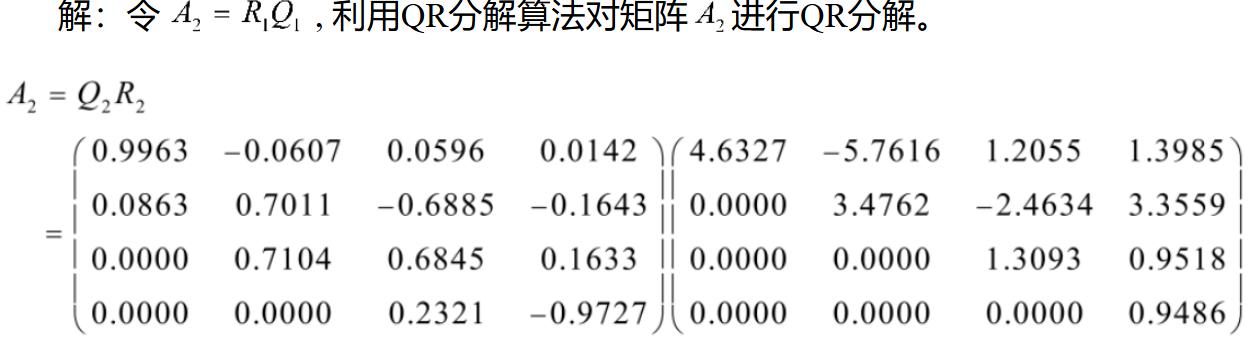 解：令 A₂ = R₁Q₁ ,利用QR分解算法对矩阵 A₂ 进行QR分解。
A₂ = Q₂R₂
= ( 0.9963 −0.0607 0.0596 0.0142 ) ( 4.6327 −5.7616 1.2055 1.3985 )
0.0863 0.7011 −0.6885 −0.1643 0.0000 3.4762 −2.4634 3.3559
0.0000 0.7104 0.6845 0.1633 0.0000 0.0000 1.3093 0.9518
0.0000 0.0000 0.2321 −0.9727 0.0000 0.0000 0.0000 0.9486